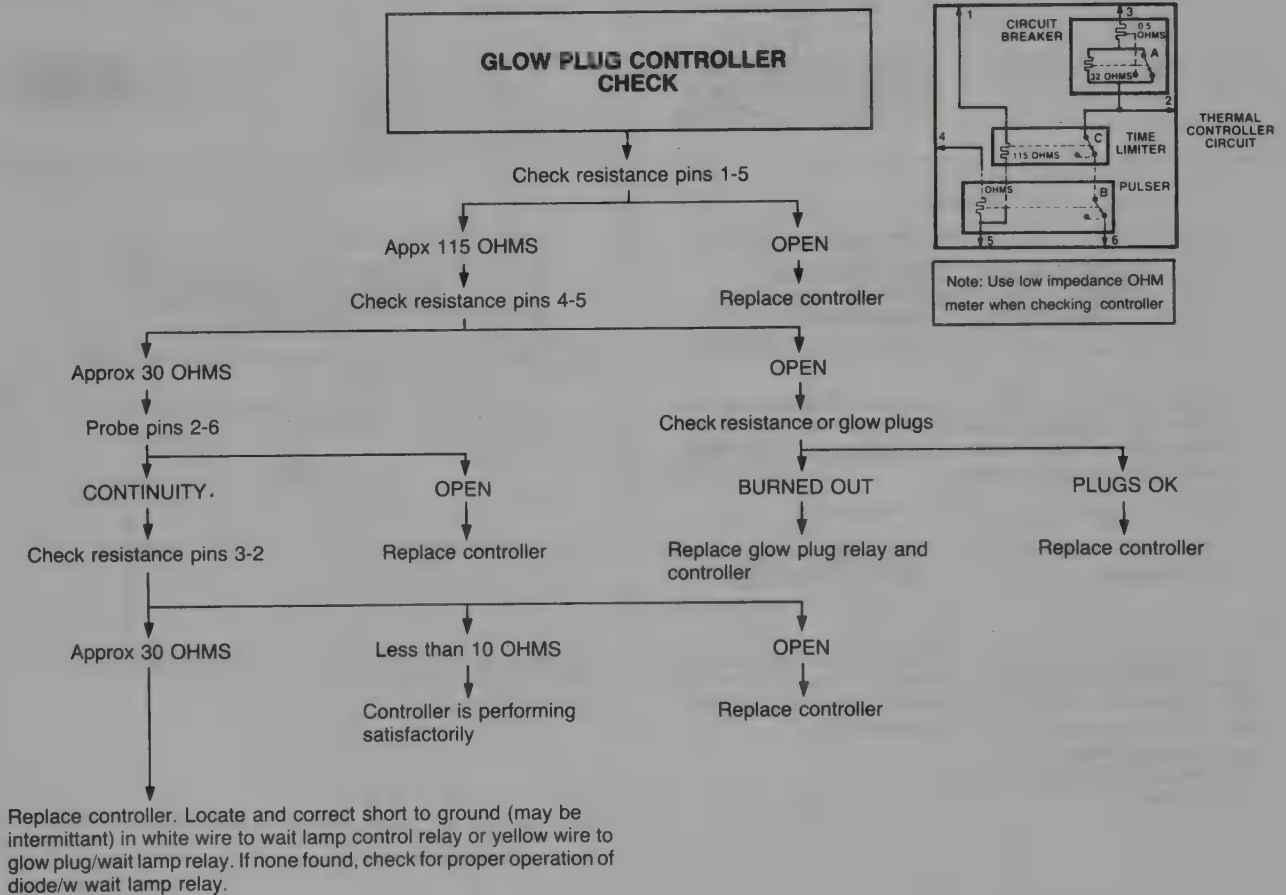 GLOW PLUG CONTROLLER
CHECK
Check resistance pins 1-5
Appx 115 OHMS
OPEN
Check resistance pins 4-5
Replace controller
Approx 30 OHMS
OPEN
Probe pins 2-6
Check resistance or glow plugs
CONTINUITY.
OPEN
BURNED OUT
PLUGS OK
Check resistance pins 3-2
Replace controller
Replace glow plug relay and
controller
Replace controller
Approx 30 OHMS
Less than 10 OHMS
OPEN
Controller is performing
satisfactorily
Replace controller
Replace controller. Locate and correct short to ground (may be
intermittant) in white wire to wait lamp control relay or yellow wire to
glow plug/wait lamp relay. If none found, check for proper operation of
diode/w wait lamp relay.
1
3
CIRCUIT
BREAKER
0.5
OHMS
A
32 OHMS
2
THERMAL
CONTROLLER
CIRCUIT
4
C
TIME
LIMITER
115 OHMS
OHMS
B
PULSER
5
6
Note: Use low impedance OHM
meter when checking controller